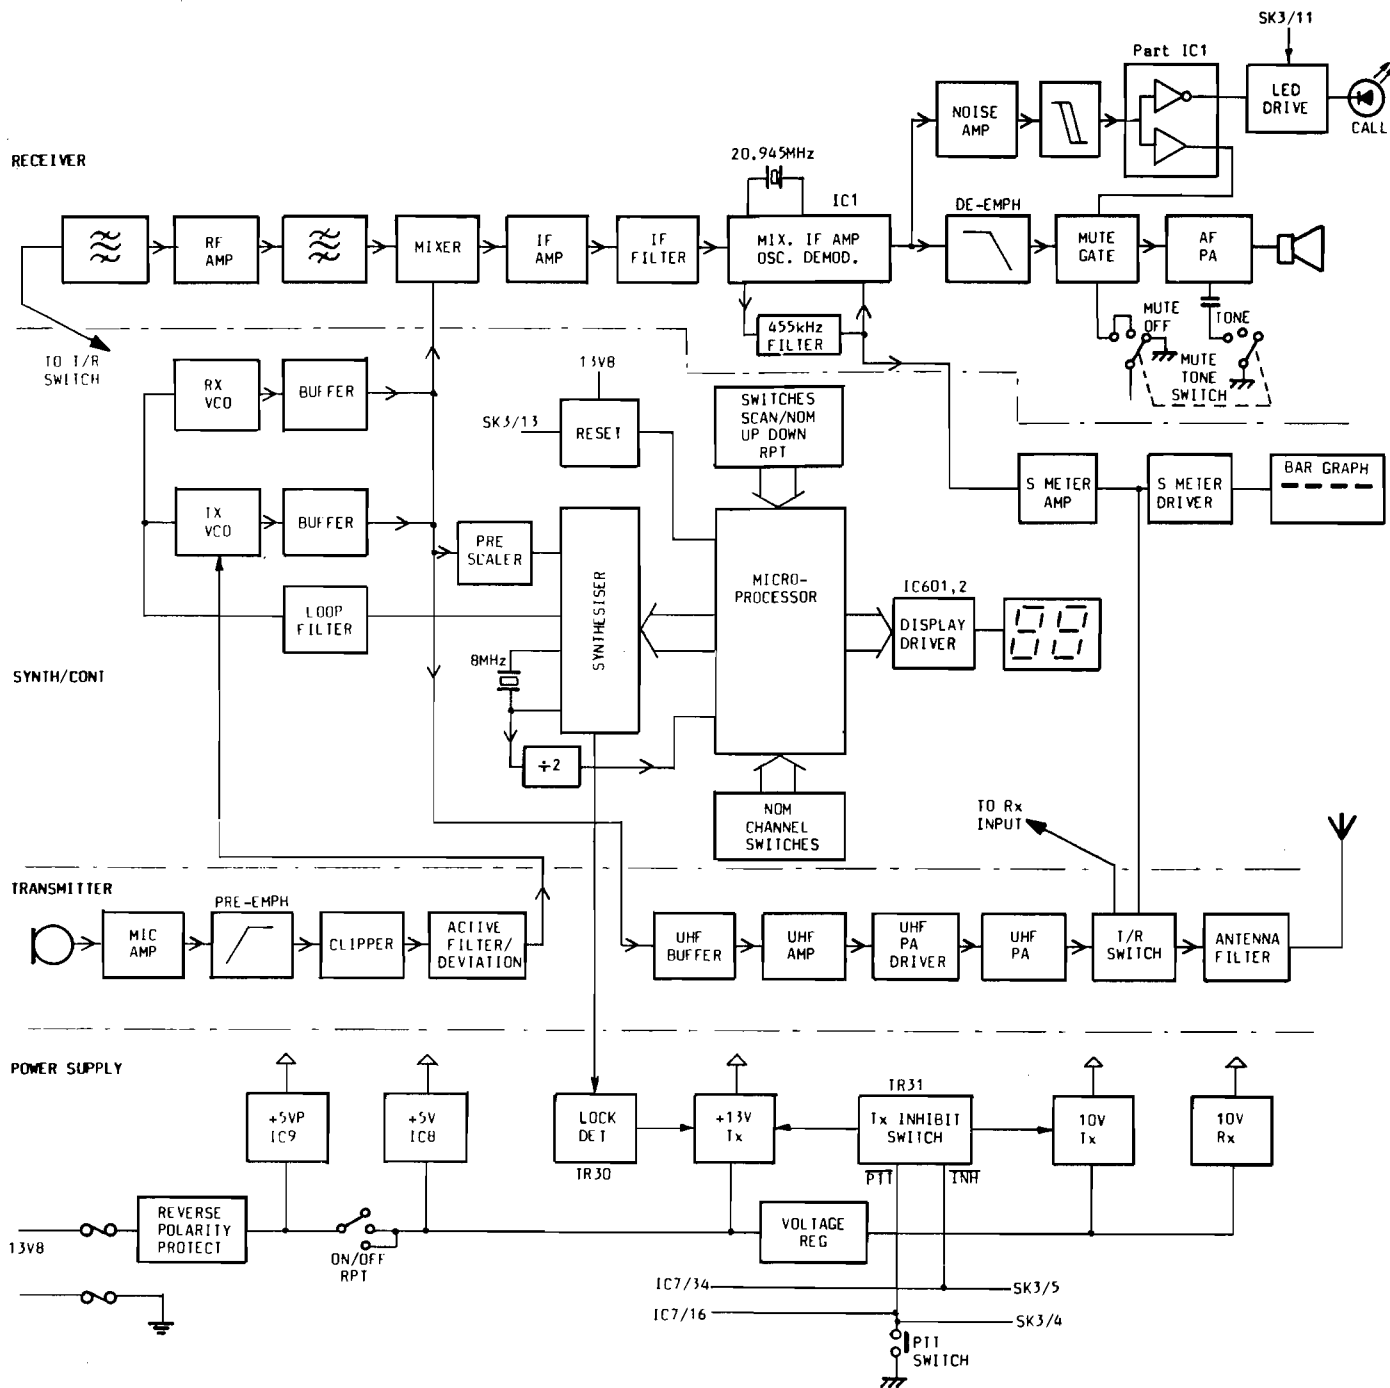 SK3/11
Part IC1
NOISE
AMP
LED
DRIVE
CALL
RECEIVER
20.945MHz
IC1
DE-EMPH
RF
AMP
MIXER
IF
AMP
IF
FILTER
MIX. IF AMP
OSC. DEMOD.
MUTE
GATE
AF
PA
455kHz
FILTER
MUTE
OFF
TONE
MUTE
TONE
SWITCH
TO T/R
SWITCH
RX
VCO
BUFFER
13V8
SK3/13
RESET
SWITCHES
SCAN/NOM
UP DOWN
RPT
S METER
AMP
S METER
DRIVER
BAR GRAPH
TX
VCO
BUFFER
PRE
SCALER
SYNTHESISER
MICRO-
PROCESSOR
IC601,2
DISPLAY
DRIVER
88
LOOP
FILTER
8MHz
SYNTH/CONT
÷2
NOM
CHANNEL
SWITCHES
TO Rx
INPUT
TRANSMITTER
PRE-EMPH
MIC
AMP
CLIPPER
ACTIVE
FILTER/
DEVIATION
UHF
BUFFER
UHF
AMP
UHF
PA
DRIVER
UHF
PA
T/R
SWITCH
ANTENNA
FILTER
POWER SUPPLY
+5VP
IC9
+5V
IC8
LOCK
DET
TR30
+13V
Tx
TR31
Tx INHIBIT
SWITCH
PTT
INH
10V
Tx
10V
Rx
13V8
REVERSE
POLARITY
PROTECT
ON/OFF
RPT
VOLTAGE
REG
IC7/34
SK3/5
IC7/16
SK3/4
PTT
SWITCH